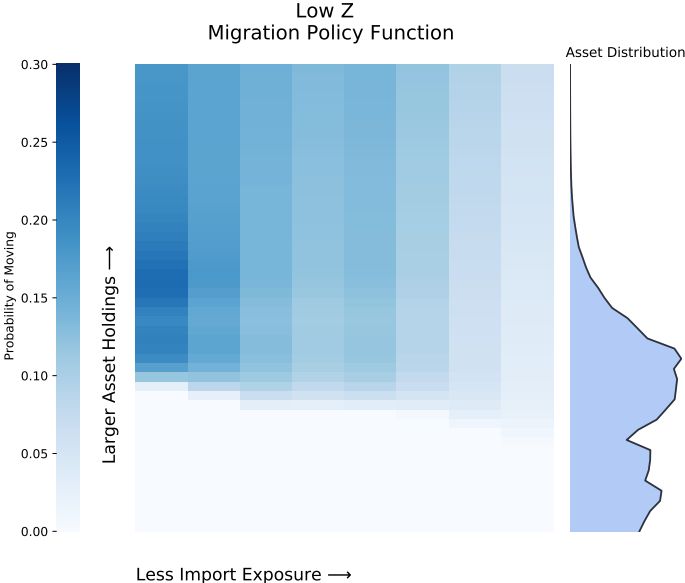 Low Z
Migration Policy Function
Asset Distribution
0.30
0.25
0.20
0.15
0.10
0.05
0.00
Probability of Moving
Larger Asset Holdings ⟶
Less Import Exposure ⟶